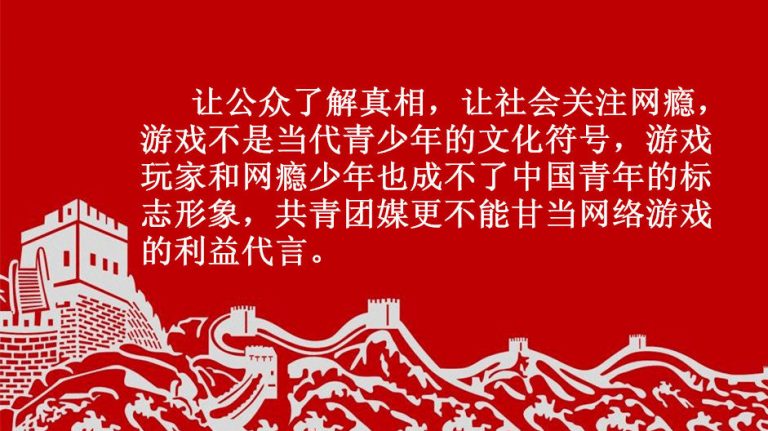 让公众了解真相，让社会关注网瘾，
游戏不是当代青少年的文化符号，游戏
玩家和网瘾少年也成不了中国青年的标
志形象，共青团媒更不能甘当网络游戏
的利益代言。